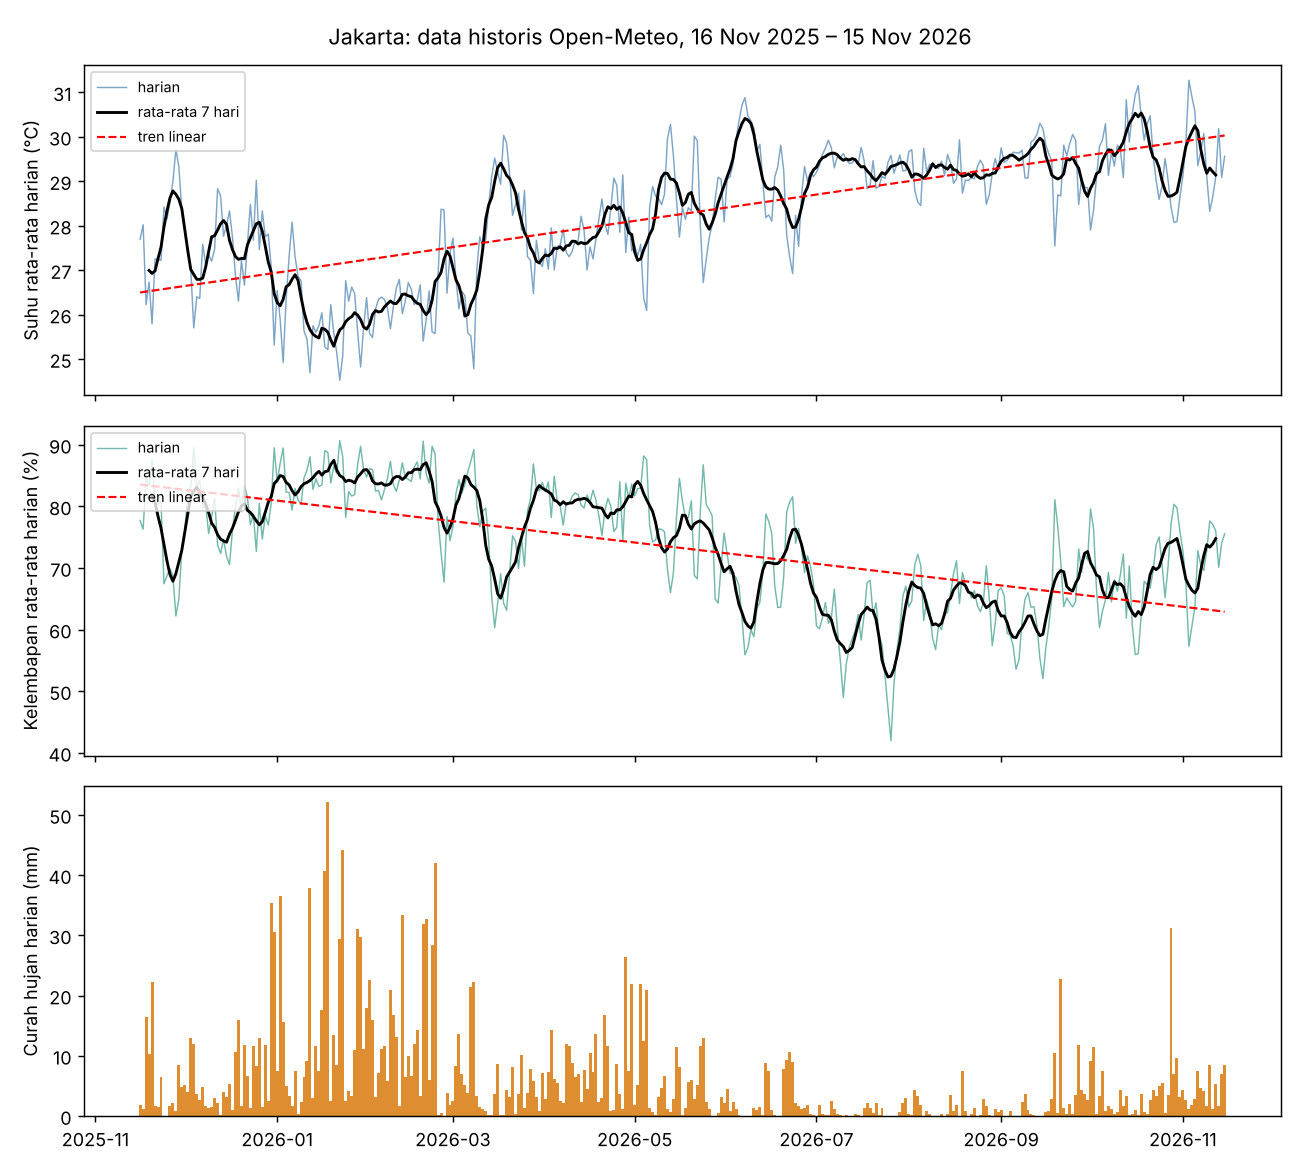 Jakarta: data historis Open-Meteo, 16 Nov 2025 – 15 Nov 2026
Suhu rata-rata harian (°C)
31
30
29
28
27
26
25
harian
rata-rata 7 hari
tren linear
Kelembapan rata-rata harian (%)
90
80
70
60
50
40
harian
rata-rata 7 hari
tren linear
Curah hujan harian (mm)
50
40
30
20
10
0
2025-11 2026-01 2026-03 2026-05 2026-07 2026-09 2026-11